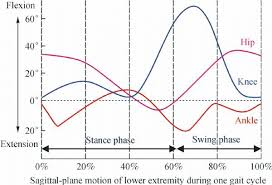 Flexion
60°
40°
20°
0°
20°
Extension
Hip
Knee
Ankle
Stance phase
Swing phase
0% 20% 40% 60% 80% 100%
Sagittal-plane motion of lower extremity during one gait cycle